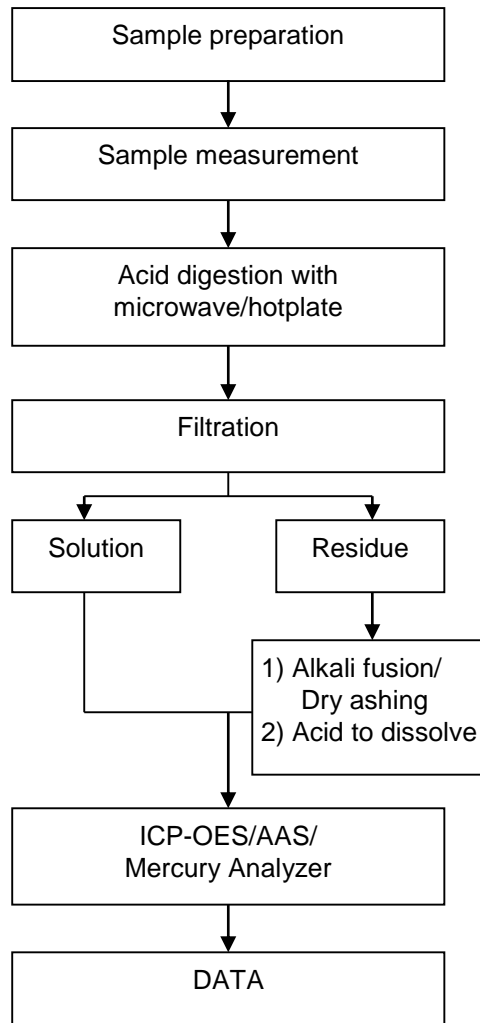 Sample preparation
Sample measurement
Acid digestion with
microwave/hotplate
Filtration
Solution
Residue
1) Alkali fusion/
Dry ashing
2) Acid to dissolve
ICP-OES/AAS/
Mercury Analyzer
DATA